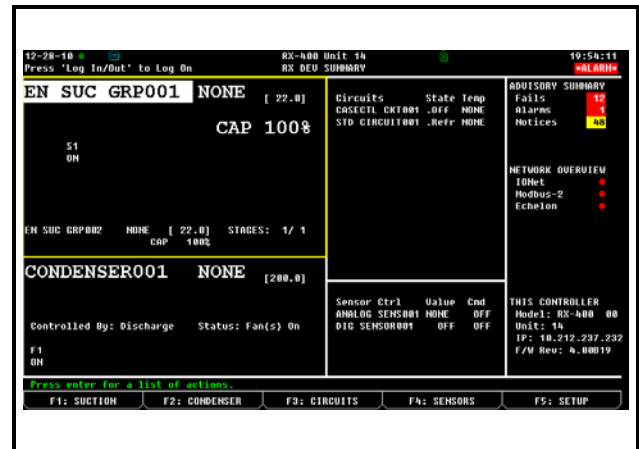 12-28-10 RX-400 Unit 14 19:54:11
Press 'Log In/Out' to Log On RX DEV SUMMARY *ALARM*
EN SUC GRP001 NONE [ 22.0]
CAP 100%
S1
ON
EN SUC GRP002 NONE [ 22.0] STAGES: 1/ 1
CAP 100%
CONDENSER001 NONE [200.0]
Controlled By: Discharge Status: Fan(s) On
F1
ON
Circuits State Temp
CASECTL CKT001 .OFF NONE
STD CIRCUIT001 .Refr NONE
Sensor Ctrl Value Cmd
ANALOG SENS001 NONE OFF
DIG SENSOR001 OFF OFF
ADVISORY SUMMARY
Fails 12
Alarms 1
Notices 48
NETWORK OVERVIEW
IONet
Modbus-2
Echelon
THIS CONTROLLER
Model: RX-400 00
Unit: 14
IP: 10.212.237.232
F/W Rev: 4.00B19
Press enter for a list of actions.
F1: SUCTION F2: CONDENSER F3: CIRCUITS F4: SENSORS F5: SETUP